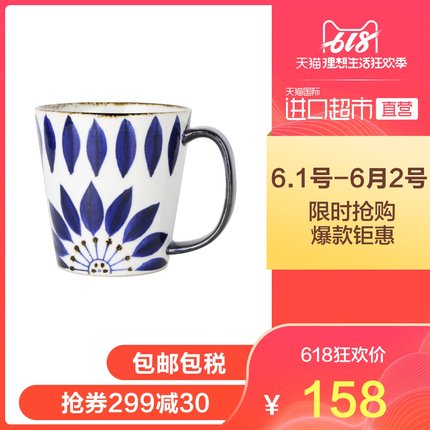 618
天猫理想生活狂欢季
天猫国际
进口超市 直营
6.1号-6月2号
限时抢购
爆款钜惠
包邮包税
抢券299减30
618狂欢价
¥ 158